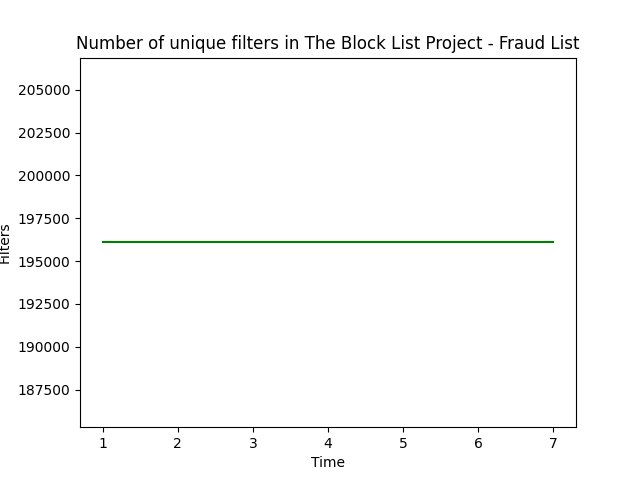 Number of unique filters in The Block List Project - Fraud List
205000
202500
200000
197500
195000
192500
190000
187500
Filters
1 2 3 4 5 6 7
Time